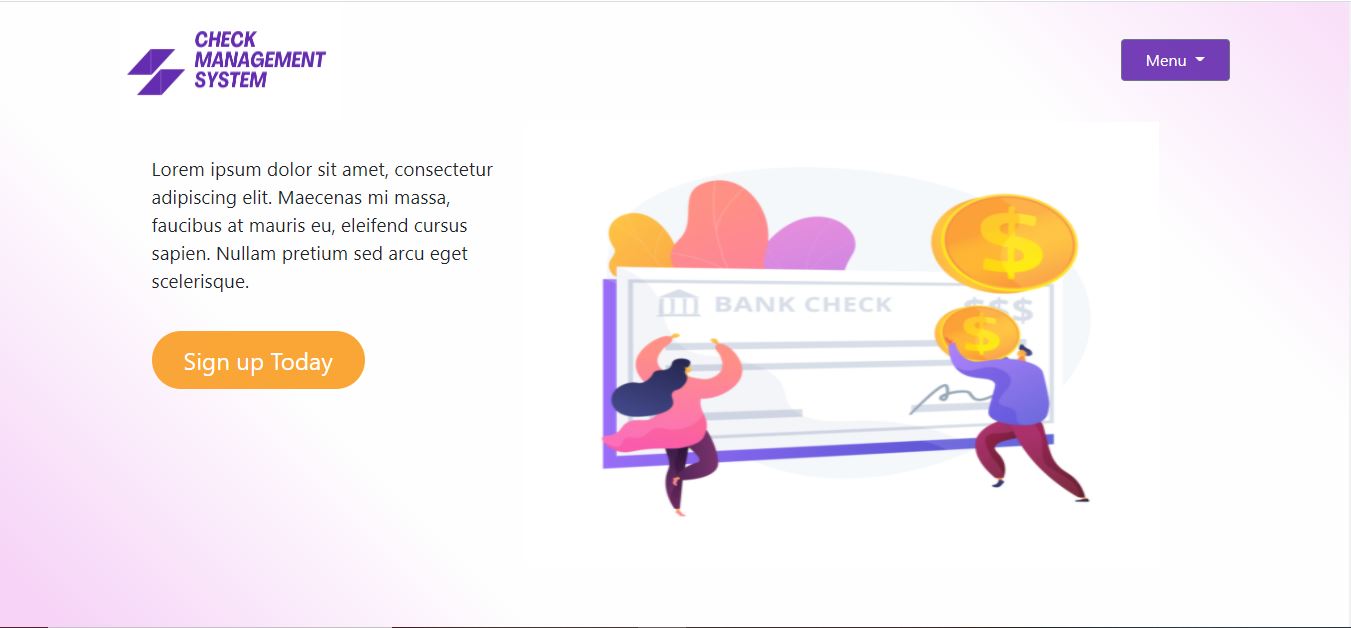 CHECK
MANAGEMENT
SYSTEM
Menu
Lorem ipsum dolor sit amet, consectetur
adipiscing elit. Maecenas mi massa,
faucibus at mauris eu, eleifend cursus
sapien. Nullam pretium sed arcu eget
scelerisque.
Sign up Today
$
BANK CHECK
$$$
$